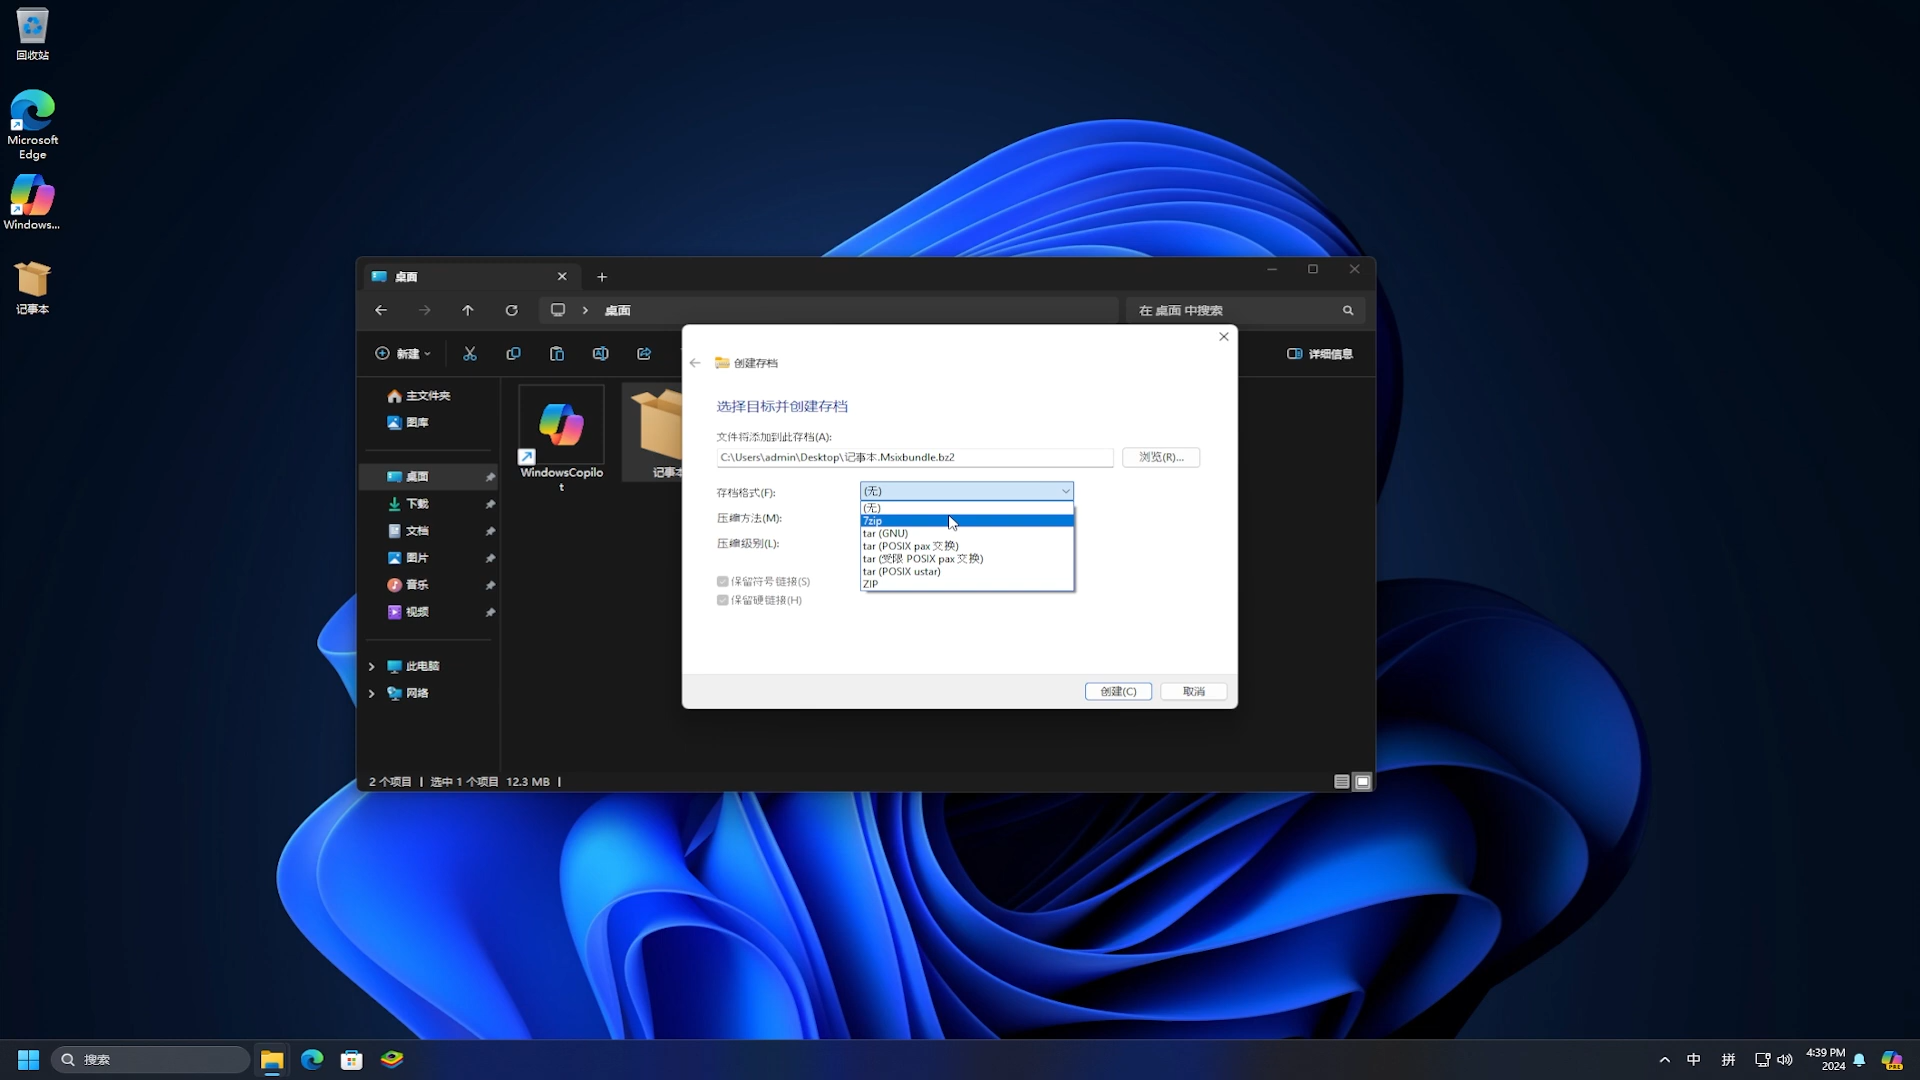 回收站
Microsoft
Edge
Windows...
记事本
桌面
桌面
在 桌面 中搜索
新建
详细信息
主文件夹
图库
桌面
下载
文档
图片
音乐
视频
此电脑
网络
WindowsCopilo
t
记事本
2 个项目
选中 1 个项目 12.3 MB
创建存档
选择目标并创建存档
文件将添加到此存档(A):
C:\Users\admin\Desktop\记事本.Msixbundle.bz2
浏览(R)...
存档格式(F):
(无)
(无)
7zip
tar (GNU)
tar (POSIX pax 交换)
tar (受限 POSIX pax 交换)
tar (POSIX ustar)
ZIP
压缩方法(M):
压缩级别(L):
保留符号链接(S)
保留硬链接(H)
创建(C)
取消
搜索
中
拼
4:39 PM
2024
PRE